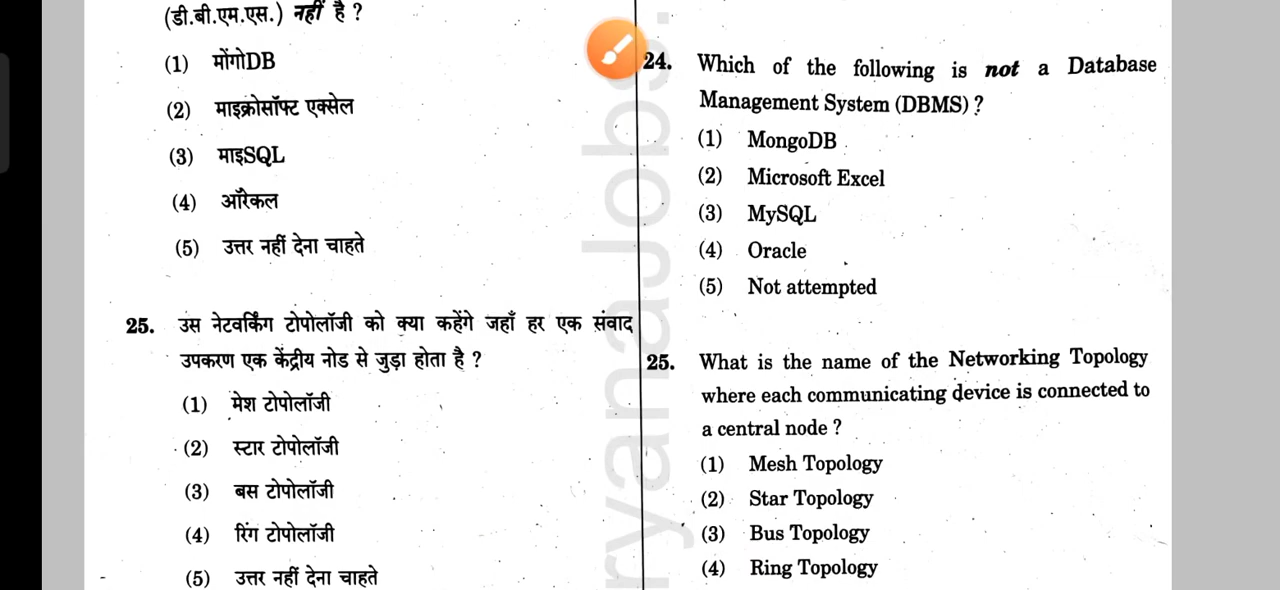 (डी.बी.एम.एस.) नहीं है ?
(1) मोंगोDB
(2) माइक्रोसॉफ्ट एक्सेल
(3) माइSQL
(4) ऑरेकल
(5) उत्तर नहीं देना चाहते
25. उस नेटवर्किंग टोपोलॉजी को क्या कहेंगे जहाँ हर एक संवाद
उपकरण एक केंद्रीय नोड से जुड़ा होता है ?
(1) मेश टोपोलॉजी
(2) स्टार टोपोलॉजी
(3) बस टोपोलॉजी
(4) रिंग टोपोलॉजी
(5) उत्तर नहीं देना चाहते
24. Which of the following is not a Database
Management System (DBMS) ?
(1) MongoDB
(2) Microsoft Excel
(3) MySQL
(4) Oracle
(5) Not attempted
25. What is the name of the Networking Topology
where each communicating device is connected to
a central node ?
(1) Mesh Topology
(2) Star Topology
(3) Bus Topology
(4) Ring Topology
ryanaJobs.